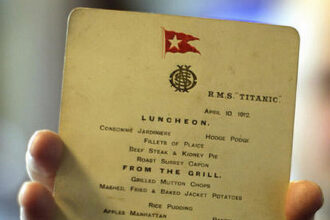 R.M.S. "TITANIC"
APRIL 10, 1912.
LUNCHEON.
CONSOMMÉ JARDINIERE HODGE PODGE
FILLETS OF PLAICE
BEEF STEAK & KIDNEY PIE
ROAST SURREY CAPON
FROM THE GRILL.
GRILLED MUTTON CHOPS
MASHED, FRIED & BAKED JACKET POTATOES
RICE PUDDING
APPLES MANHATTAN